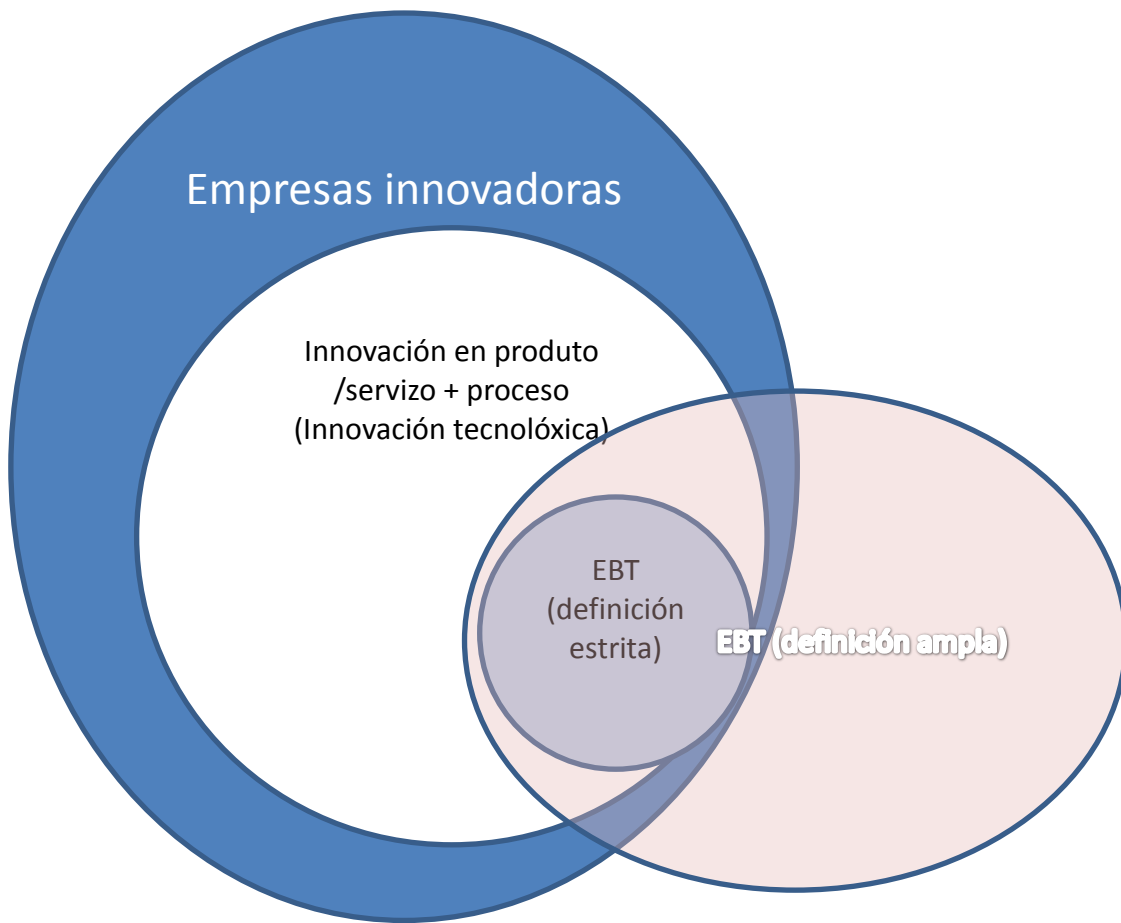 Empresas innovadoras
Innovación en produto
/servizo + proceso
(Innovación tecnolóxica)
EBT
(definición
estrita)
EBT (definición ampla)